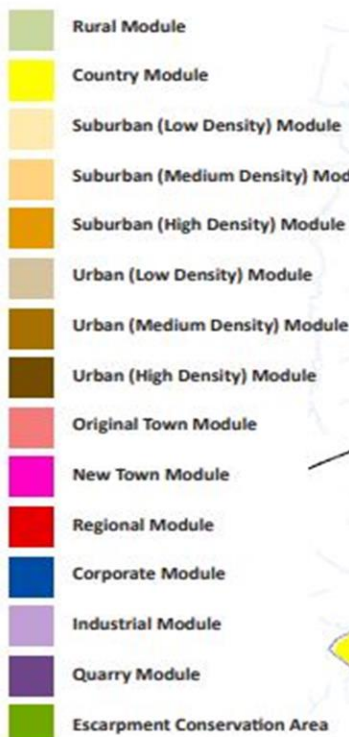 Rural Module
Country Module
Suburban (Low Density) Module
Suburban (Medium Density) Mod
Suburban (High Density) Module
Urban (Low Density) Module
Urban (Medium Density) Module
Urban (High Density) Module
Original Town Module
New Town Module
Regional Module
Corporate Module
Industrial Module
Quarry Module
Escarpment Conservation Area